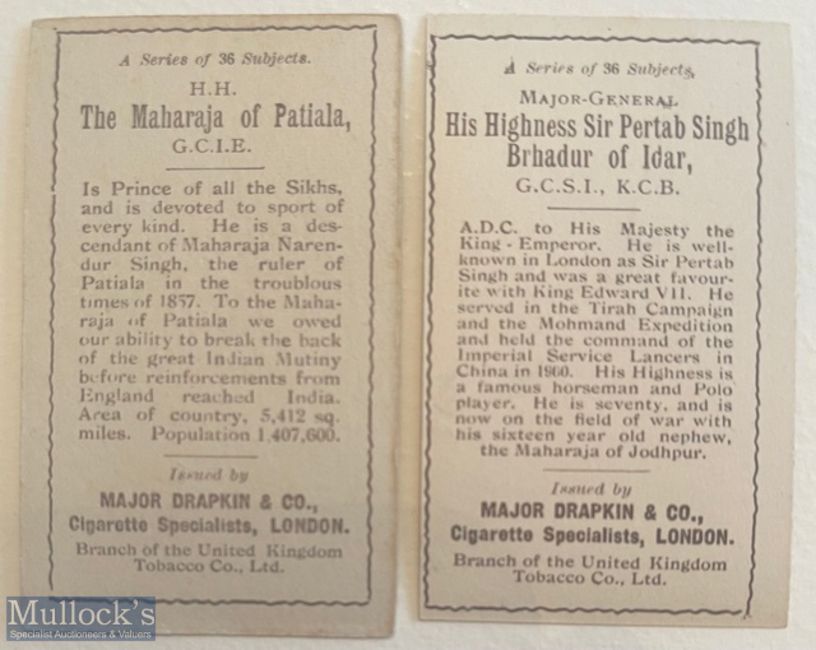 A Series of 36 Subjects.
H.H.
The Maharaja of Patiala,
G.C.I.E.
Is Prince of all the Sikhs,
and is devoted to sport of
every kind. He is a des-
cendant of Maharaja Naren-
dur Singh, the ruler of
Patiala in the troublous
times of 1857. To the Maha-
raja of Patiala we owed
our ability to break the back
of the great Indian Mutiny
before reinforcements from
England reached India.
Area of country, 5,412 sq.
miles. Population 1,407,600.
Issued by
MAJOR DRAPKIN & CO.,
Cigarette Specialists, LONDON.
Branch of the United Kingdom
Tobacco Co., Ltd.
A Series of 36 Subjects,
MAJOR-GENERAL
His Highness Sir Pertab Singh
Brhadur of Idar,
G.C.S.I., K.C.B.
A.D.C. to His Majesty the
King-Emperor. He is well-
known in London as Sir Pertab
Singh and was a great favour-
ite with King Edward VII. He
served in the Tirah Campaign
and the Mohmand Expedition
and held the command of the
Imperial Service Lancers in
China in 1900. His Highness is
a famous horseman and Polo
player. He is seventy, and is
now on the field of war with
his sixteen year old nephew,
the Maharaja of Jodhpur.
Issued by
MAJOR DRAPKIN & CO.,
Cigarette Specialists, LONDON.
Branch of the United Kingdom
Tobacco Co., Ltd.
Mullock's
Specialist Auctioneers & Valuers